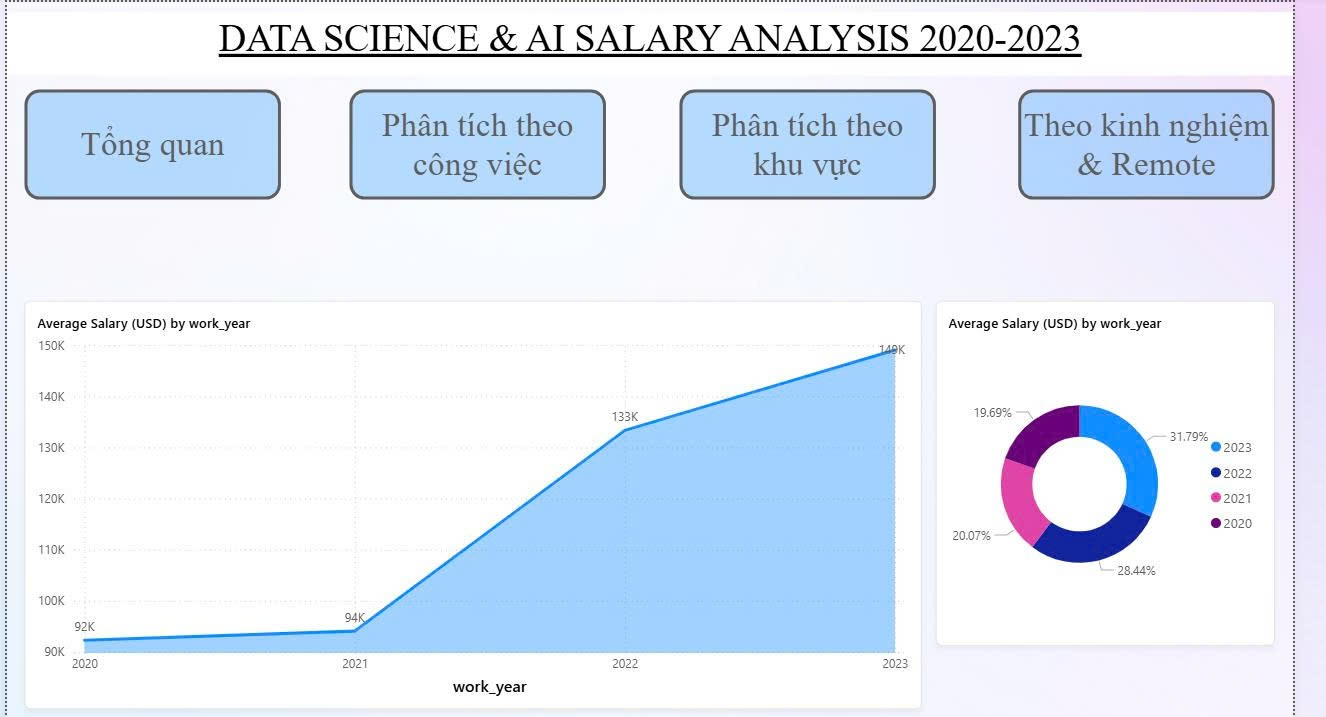 DATA SCIENCE & AI SALARY ANALYSIS 2020-2023
Tổng quan
Phân tích theo
công việc
Phân tích theo
khu vực
Theo kinh nghiệm
& Remote
Average Salary (USD) by work_year
150K
140K
130K
120K
110K
100K
90K
92K
94K
133K
149K
2020
2021
2022
2023
work_year
Average Salary (USD) by work_year
19.69%
31.79%
20.07%
28.44%
2023
2022
2021
2020